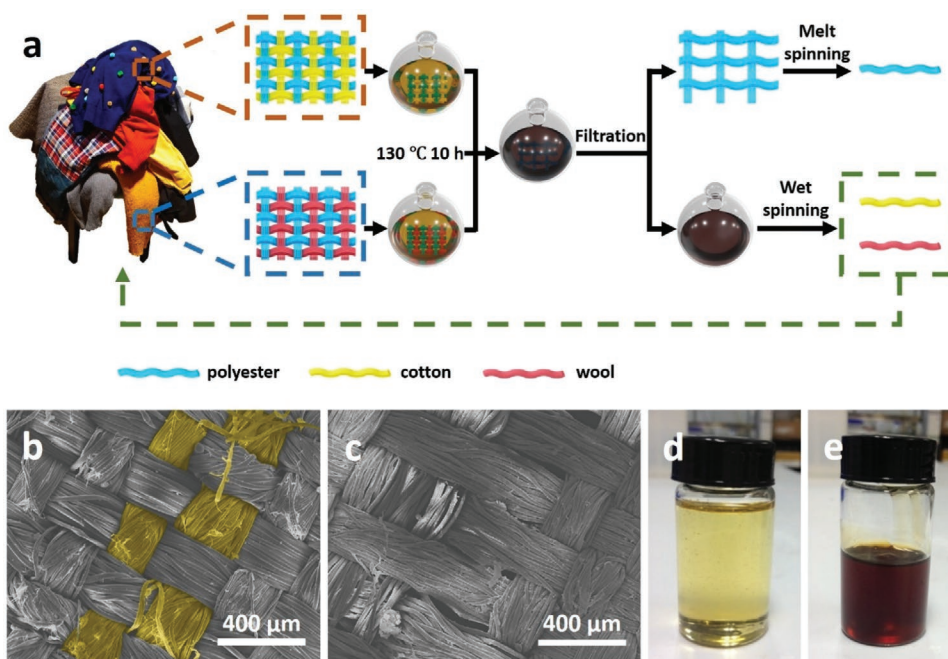 a
Melt
spinning
130 °C 10 h
Filtration
Wet
spinning
polyester
cotton
wool
b
400 μm
c
400 μm
d
e